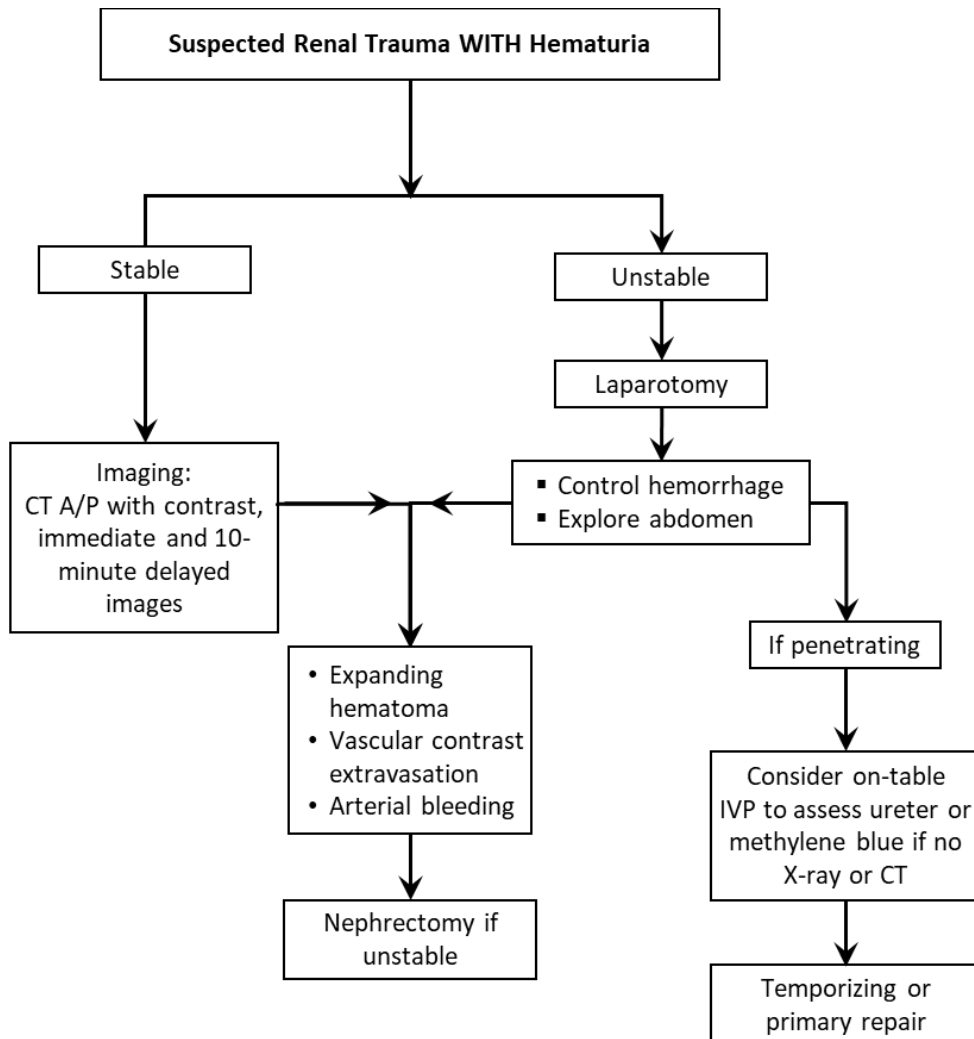 Suspected Renal Trauma WITH Hematuria
Stable
Unstable
Laparotomy
Imaging:
CT A/P with contrast,
immediate and 10-
minute delayed
images
▪ Control hemorrhage
▪ Explore abdomen
If penetrating
• Expanding
hematoma
• Vascular contrast
extravasation
• Arterial bleeding
Consider on-table
IVP to assess ureter or
methylene blue if no
X-ray or CT
Nephrectomy if
unstable
Temporizing or
primary repair